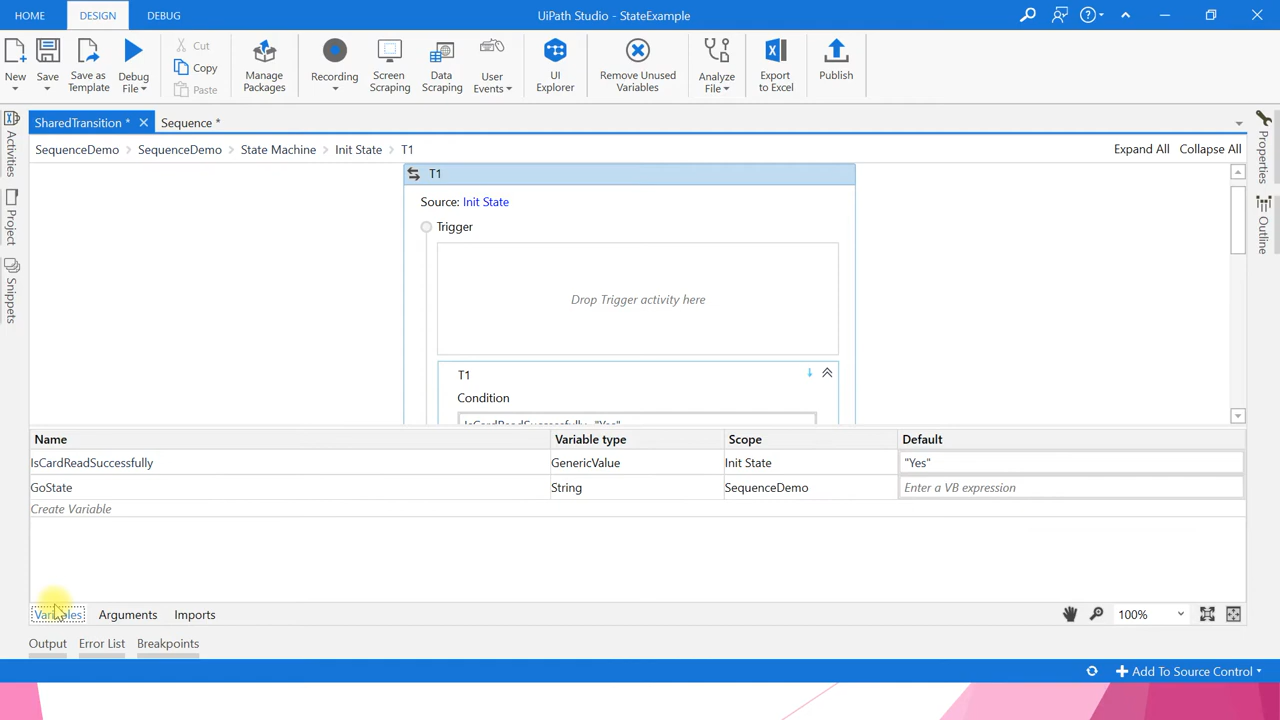 HOME DESIGN DEBUG UiPath Studio - StateExample
New Save Save as Template Debug File Cut Copy Paste Manage Packages Recording Screen Scraping Data Scraping User Events UI Explorer Remove Unused Variables Analyze File Export to Excel Publish
SharedTransition * Sequence *
SequenceDemo SequenceDemo State Machine Init State T1 Expand All Collapse All
Activities
Project
Snippets
Properties
Outline
T1
Source: Init State
Trigger
Drop Trigger activity here
T1
Condition
IsCardReadSuccessfully "Yes"
Name Variable type Scope Default
IsCardReadSuccessfully GenericValue Init State "Yes"
GoState String SequenceDemo Enter a VB expression
Create Variable
Variables Arguments Imports 100%
Output Error List Breakpoints
Add To Source Control